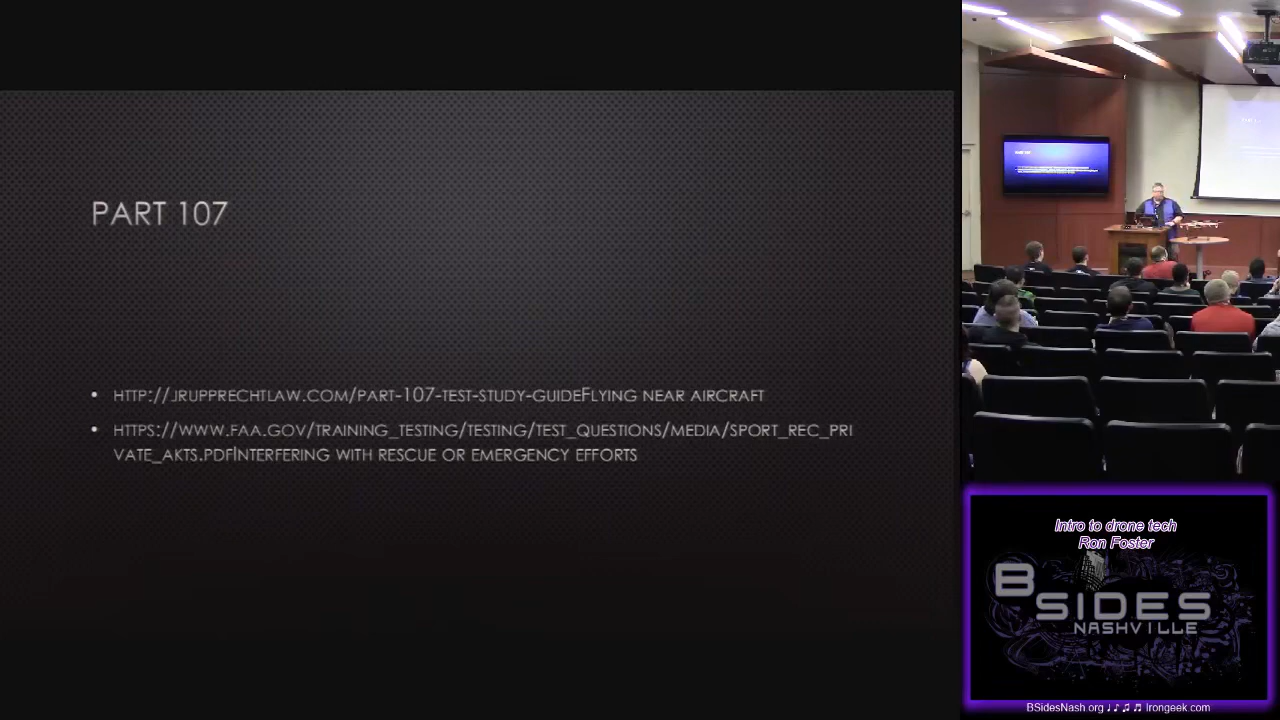 PART 107
• HTTP://JRUPPRECHTLAW.COM/PART-107-TEST-STUDY-GUIDEFLYING NEAR AIRCRAFT
• HTTPS://WWW.FAA.GOV/TRAINING_TESTING/TESTING/TEST_QUESTIONS/MEDIA/SPORT_REC_PRI
VATE_AKTS.PDFINTERFERING WITH RESCUE OR EMERGENCY EFFORTS
Intro to drone tech
Ron Foster
B
SIDES
NASHVILLE
BSidesNash.org ♩ ♪ ♫ ♬ Irongeek.com